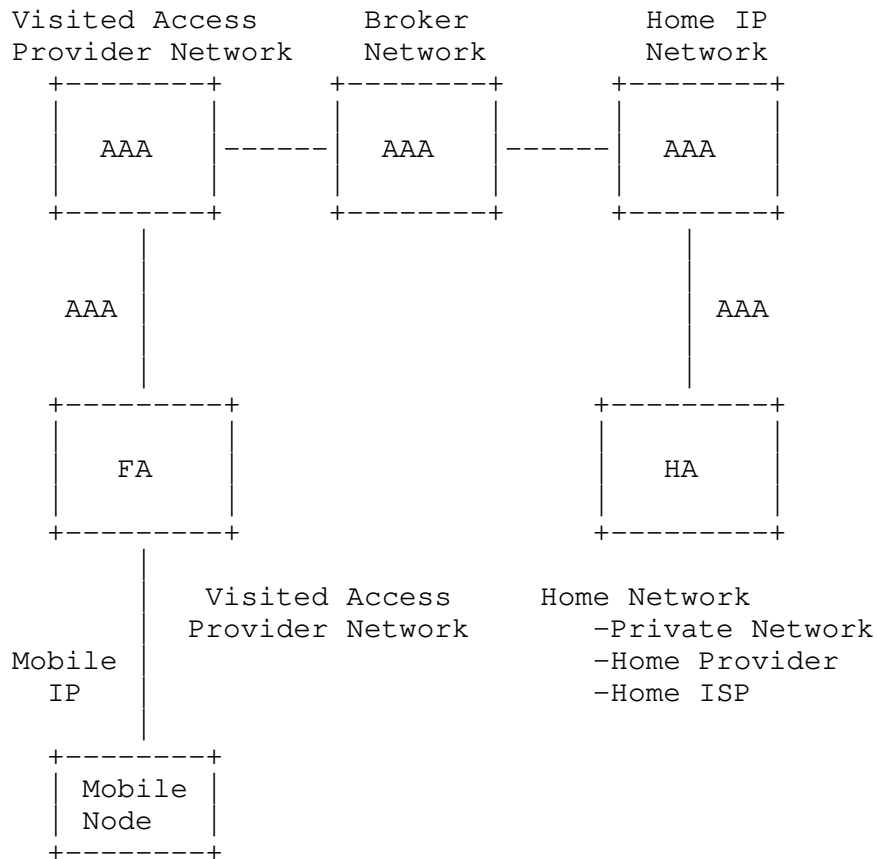 Visited Access Broker Home IP
Provider Network Network Network
AAA AAA AAA
AAA AAA
FA HA
Visited Access Home Network
Provider Network -Private Network
Mobile -Home Provider
IP -Home ISP
Mobile
Node